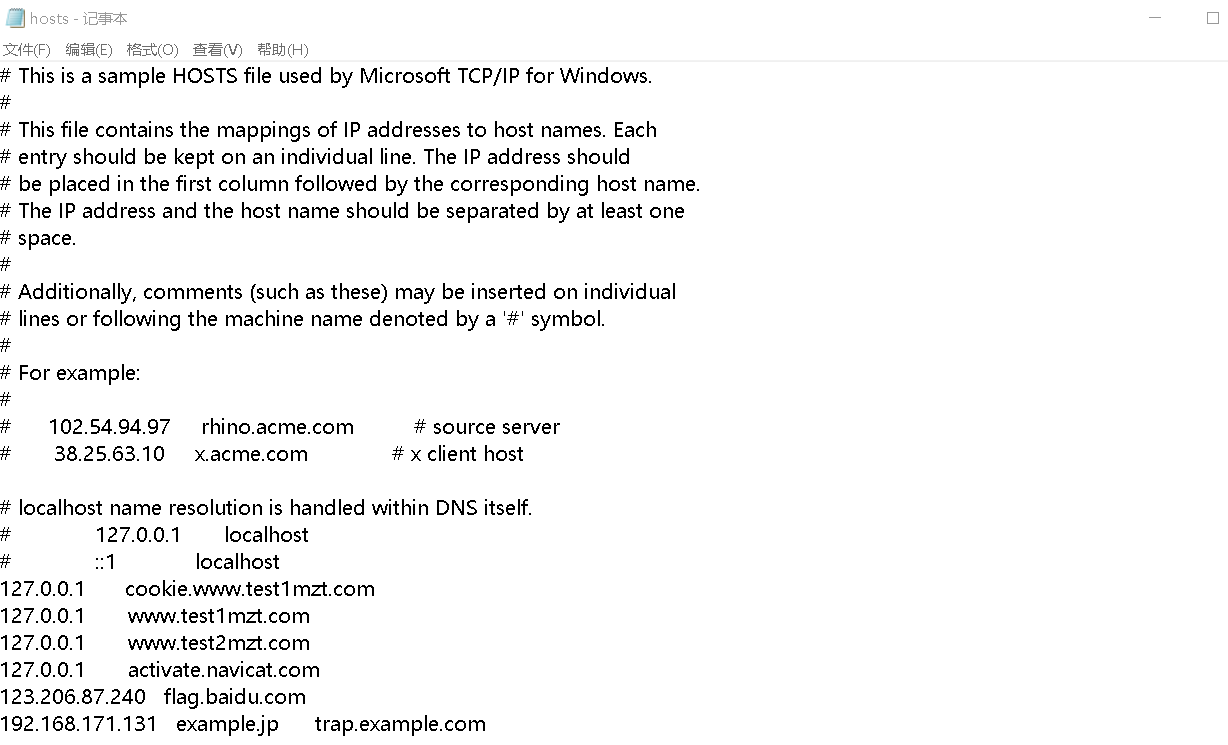 hosts - 记事本
文件(F) 编辑(E) 格式(O) 查看(V) 帮助(H)
# This is a sample HOSTS file used by Microsoft TCP/IP for Windows.
#
# This file contains the mappings of IP addresses to host names. Each
# entry should be kept on an individual line. The IP address should
# be placed in the first column followed by the corresponding host name.
# The IP address and the host name should be separated by at least one
# space.
#
# Additionally, comments (such as these) may be inserted on individual
# lines or following the machine name denoted by a '#' symbol.
#
# For example:
#
# 102.54.94.97 rhino.acme.com # source server
# 38.25.63.10 x.acme.com # x client host

# localhost name resolution is handled within DNS itself.
# 127.0.0.1 localhost
# ::1 localhost
127.0.0.1 cookie.www.test1mzt.com
127.0.0.1 www.test1mzt.com
127.0.0.1 www.test2mzt.com
127.0.0.1 activate.navicat.com
123.206.87.240 flag.baidu.com
192.168.171.131 example.jp trap.example.com